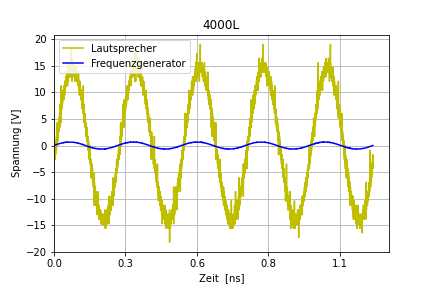 4000L
Lautsprecher
Frequenzgenerator
Spannung [V]
20
15
10
5
0
−5
−10
−15
−20
0.0 0.3 0.6 0.8 1.1
Zeit [ns]